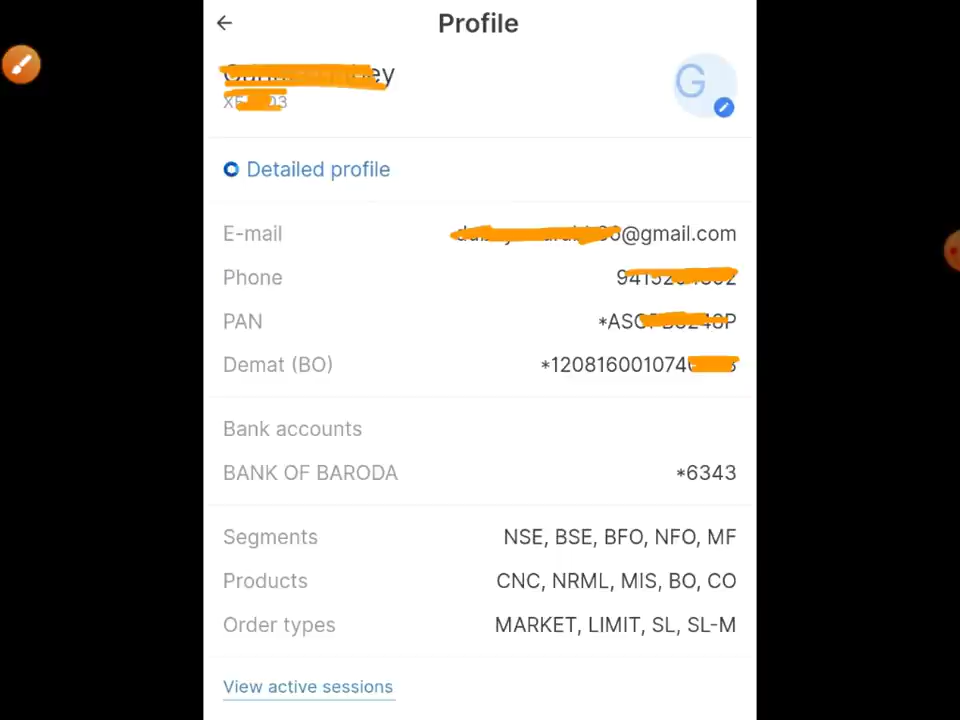 Profile
G
Detailed profile
E-mail @gmail.com
Phone
PAN
Demat (BO)
Bank accounts
BANK OF BARODA *6343
Segments NSE, BSE, BFO, NFO, MF
Products CNC, NRML, MIS, BO, CO
Order types MARKET, LIMIT, SL, SL-M
View active sessions